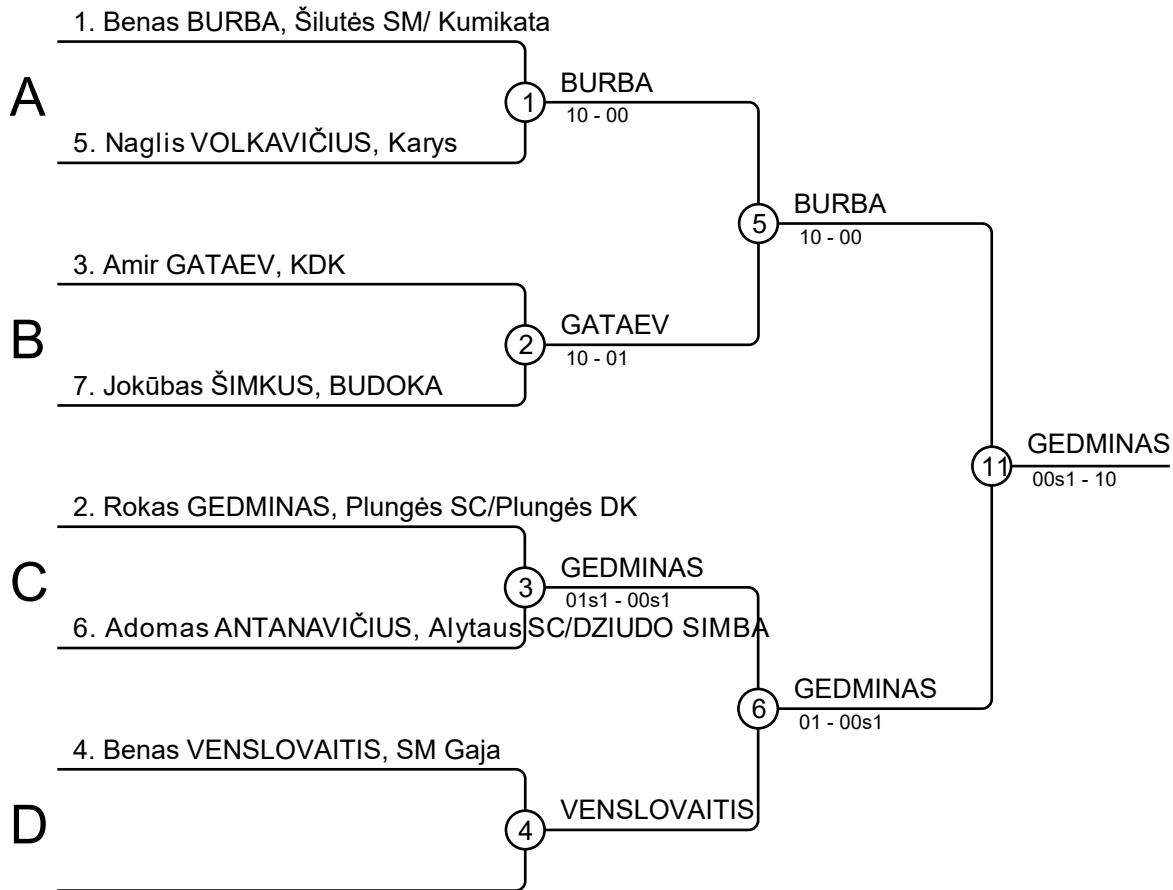 1. Benas BURBA, Šilutės SM/ Kumikata
A
1 BURBA
10 - 00
5. Naglis VOLKAVIČIUS, Karys
5 BURBA
10 - 00
3. Amir GATAEV, KDK
B
2 GATAEV
10 - 01
7. Jokūbas ŠIMKUS, BUDOKA
11 GEDMINAS
00s1 - 10
2. Rokas GEDMINAS, Plungės SC/Plungės DK
C
3 GEDMINAS
01s1 - 00s1
6. Adomas ANTANAVIČIUS, Alytaus SC/DZIUDO SIMBA
6 GEDMINAS
01 - 00s1
4. Benas VENSLOVAITIS, SM Gaja
D
4 VENSLOVAITIS